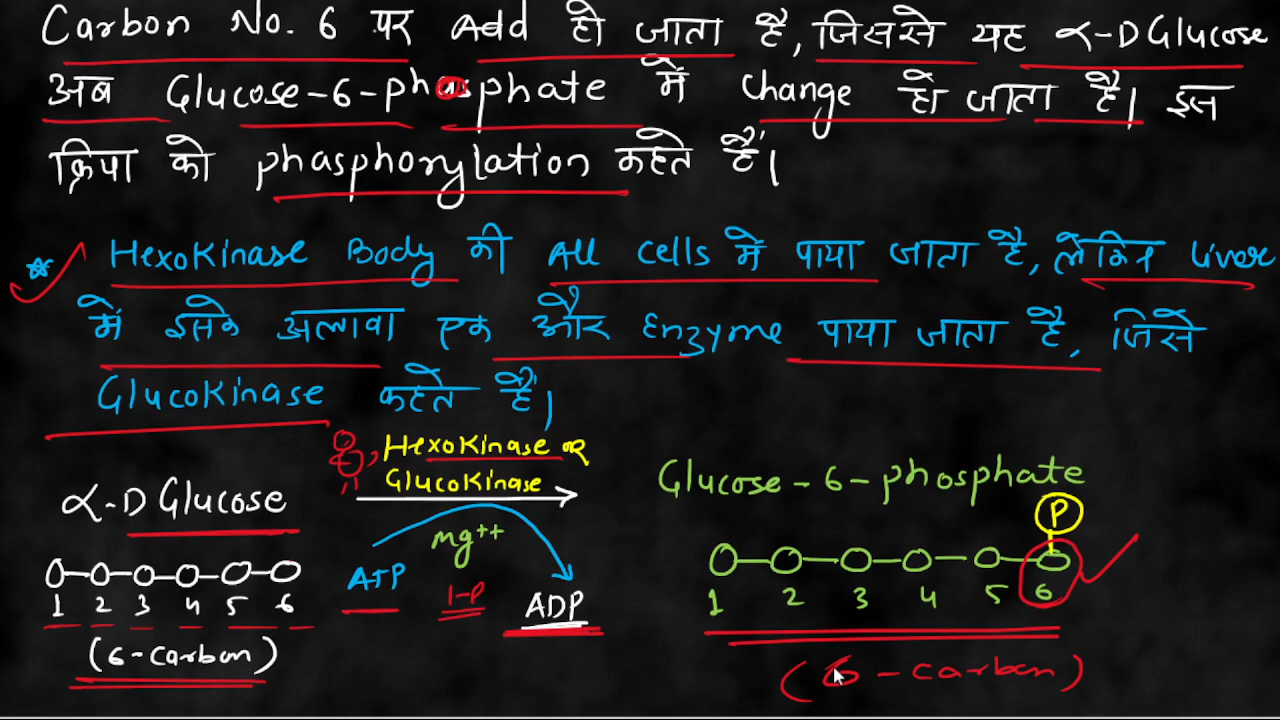 Carbon No. 6 पर Add हो जाता है, जिससे यह α-D Glucose
अब Glucose-6-phasphate में change हो जाता है। इस
क्रिया को phasphorylation कहते हैं।
HexoKinase Body की All cells में पाया जाता है, लेकिन Liver
में इसके अलावा एक और Enzyme पाया जाता है, जिसे
GlucoKinase कहते हैं।
HexoKinase or
GlucoKinase
α-D Glucose
Glucose-6-phosphate
P
mg++
ATP
1-P
ADP
1 2 3 4 5 6
1 2 3 4 5 6
(6-carbon)
(6-carbon)